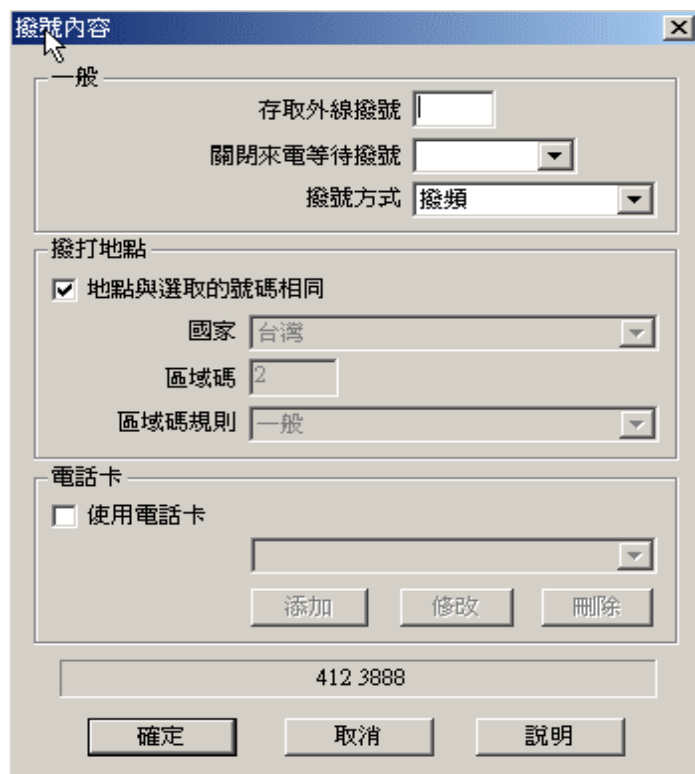 撥號內容
一般
存取外線撥號
關閉來電等待撥號
撥號方式 撥頻
撥打地點
地點與選取的號碼相同
國家 台灣
區域碼 2
區域碼規則 一般
電話卡
使用電話卡
添加 修改 刪除
412 3888
確定 取消 說明